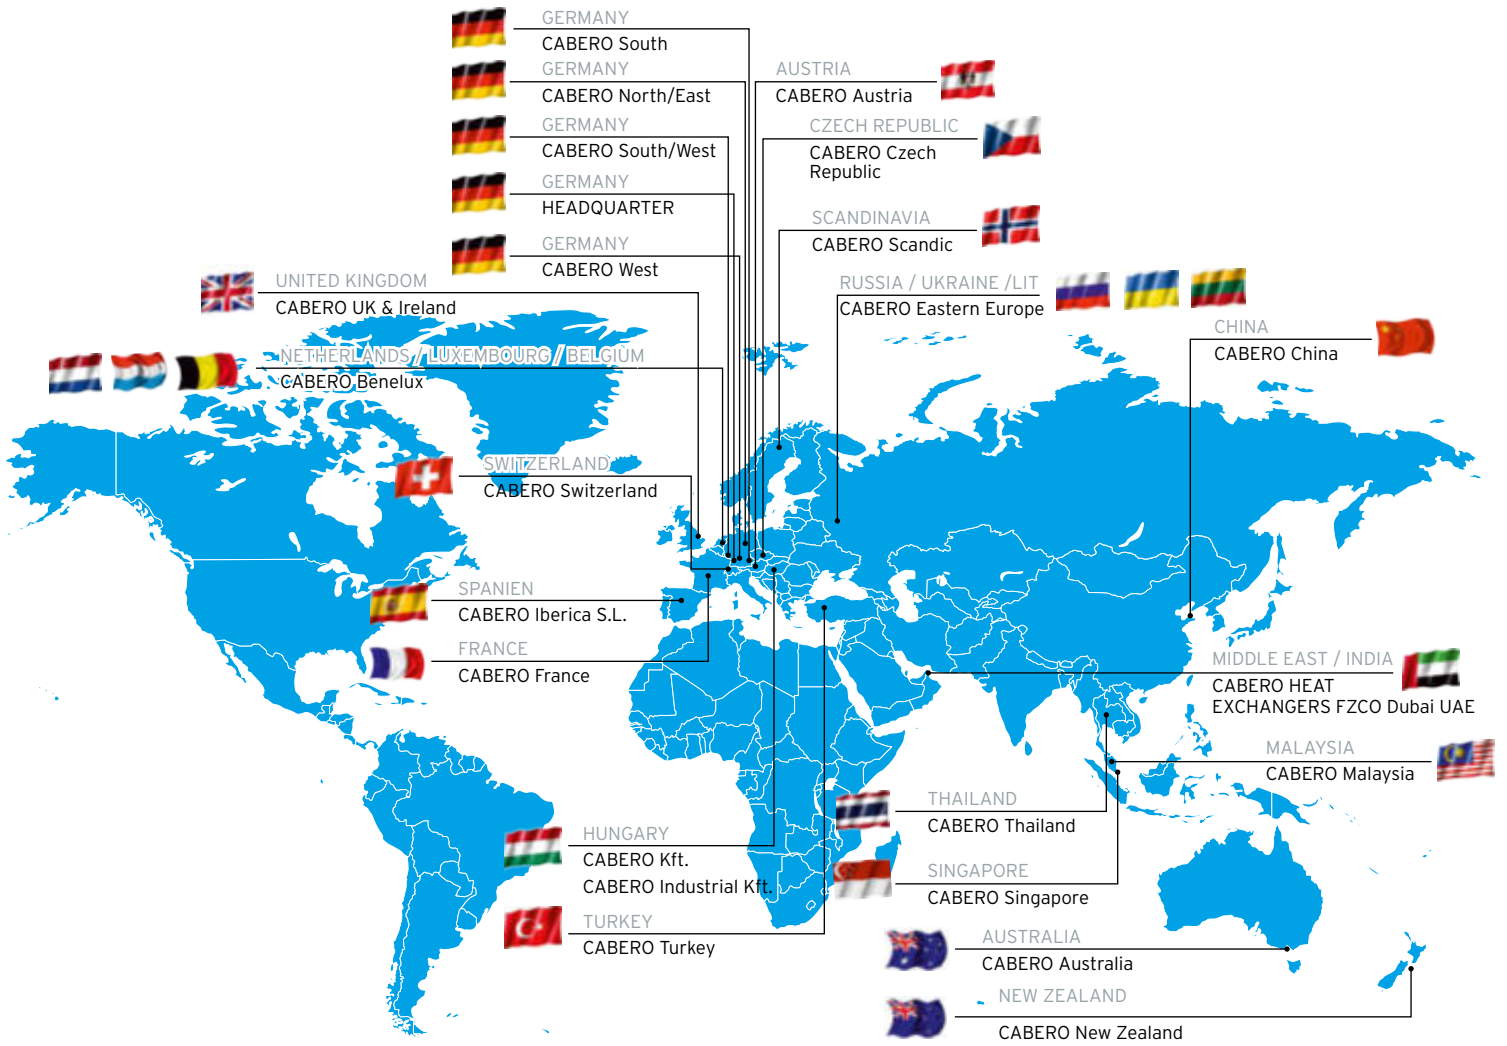 GERMANY
CABERO South
GERMANY
CABERO North/East
AUSTRIA
CABERO Austria
GERMANY
CABERO South/West
CZECH REPUBLIC
CABERO Czech
Republic
GERMANY
HEADQUARTER
SCANDINAVIA
CABERO Scandic
GERMANY
CABERO West
UNITED KINGDOM
CABERO UK & Ireland
RUSSIA / UKRAINE /LIT
CABERO Eastern Europe
CHINA
CABERO China
NETHERLANDS / LUXEMBOURG / BELGIUM
CABERO Benelux
SWITZERLAND
CABERO Switzerland
SPANIEN
CABERO Iberica S.L.
FRANCE
CABERO France
MIDDLE EAST / INDIA
CABERO HEAT
EXCHANGERS FZCO Dubai UAE
MALAYSIA
CABERO Malaysia
THAILAND
CABERO Thailand
HUNGARY
CABERO Kft.
CABERO Industrial Kft.
SINGAPORE
CABERO Singapore
TURKEY
CABERO Turkey
AUSTRALIA
CABERO Australia
NEW ZEALAND
CABERO New Zealand